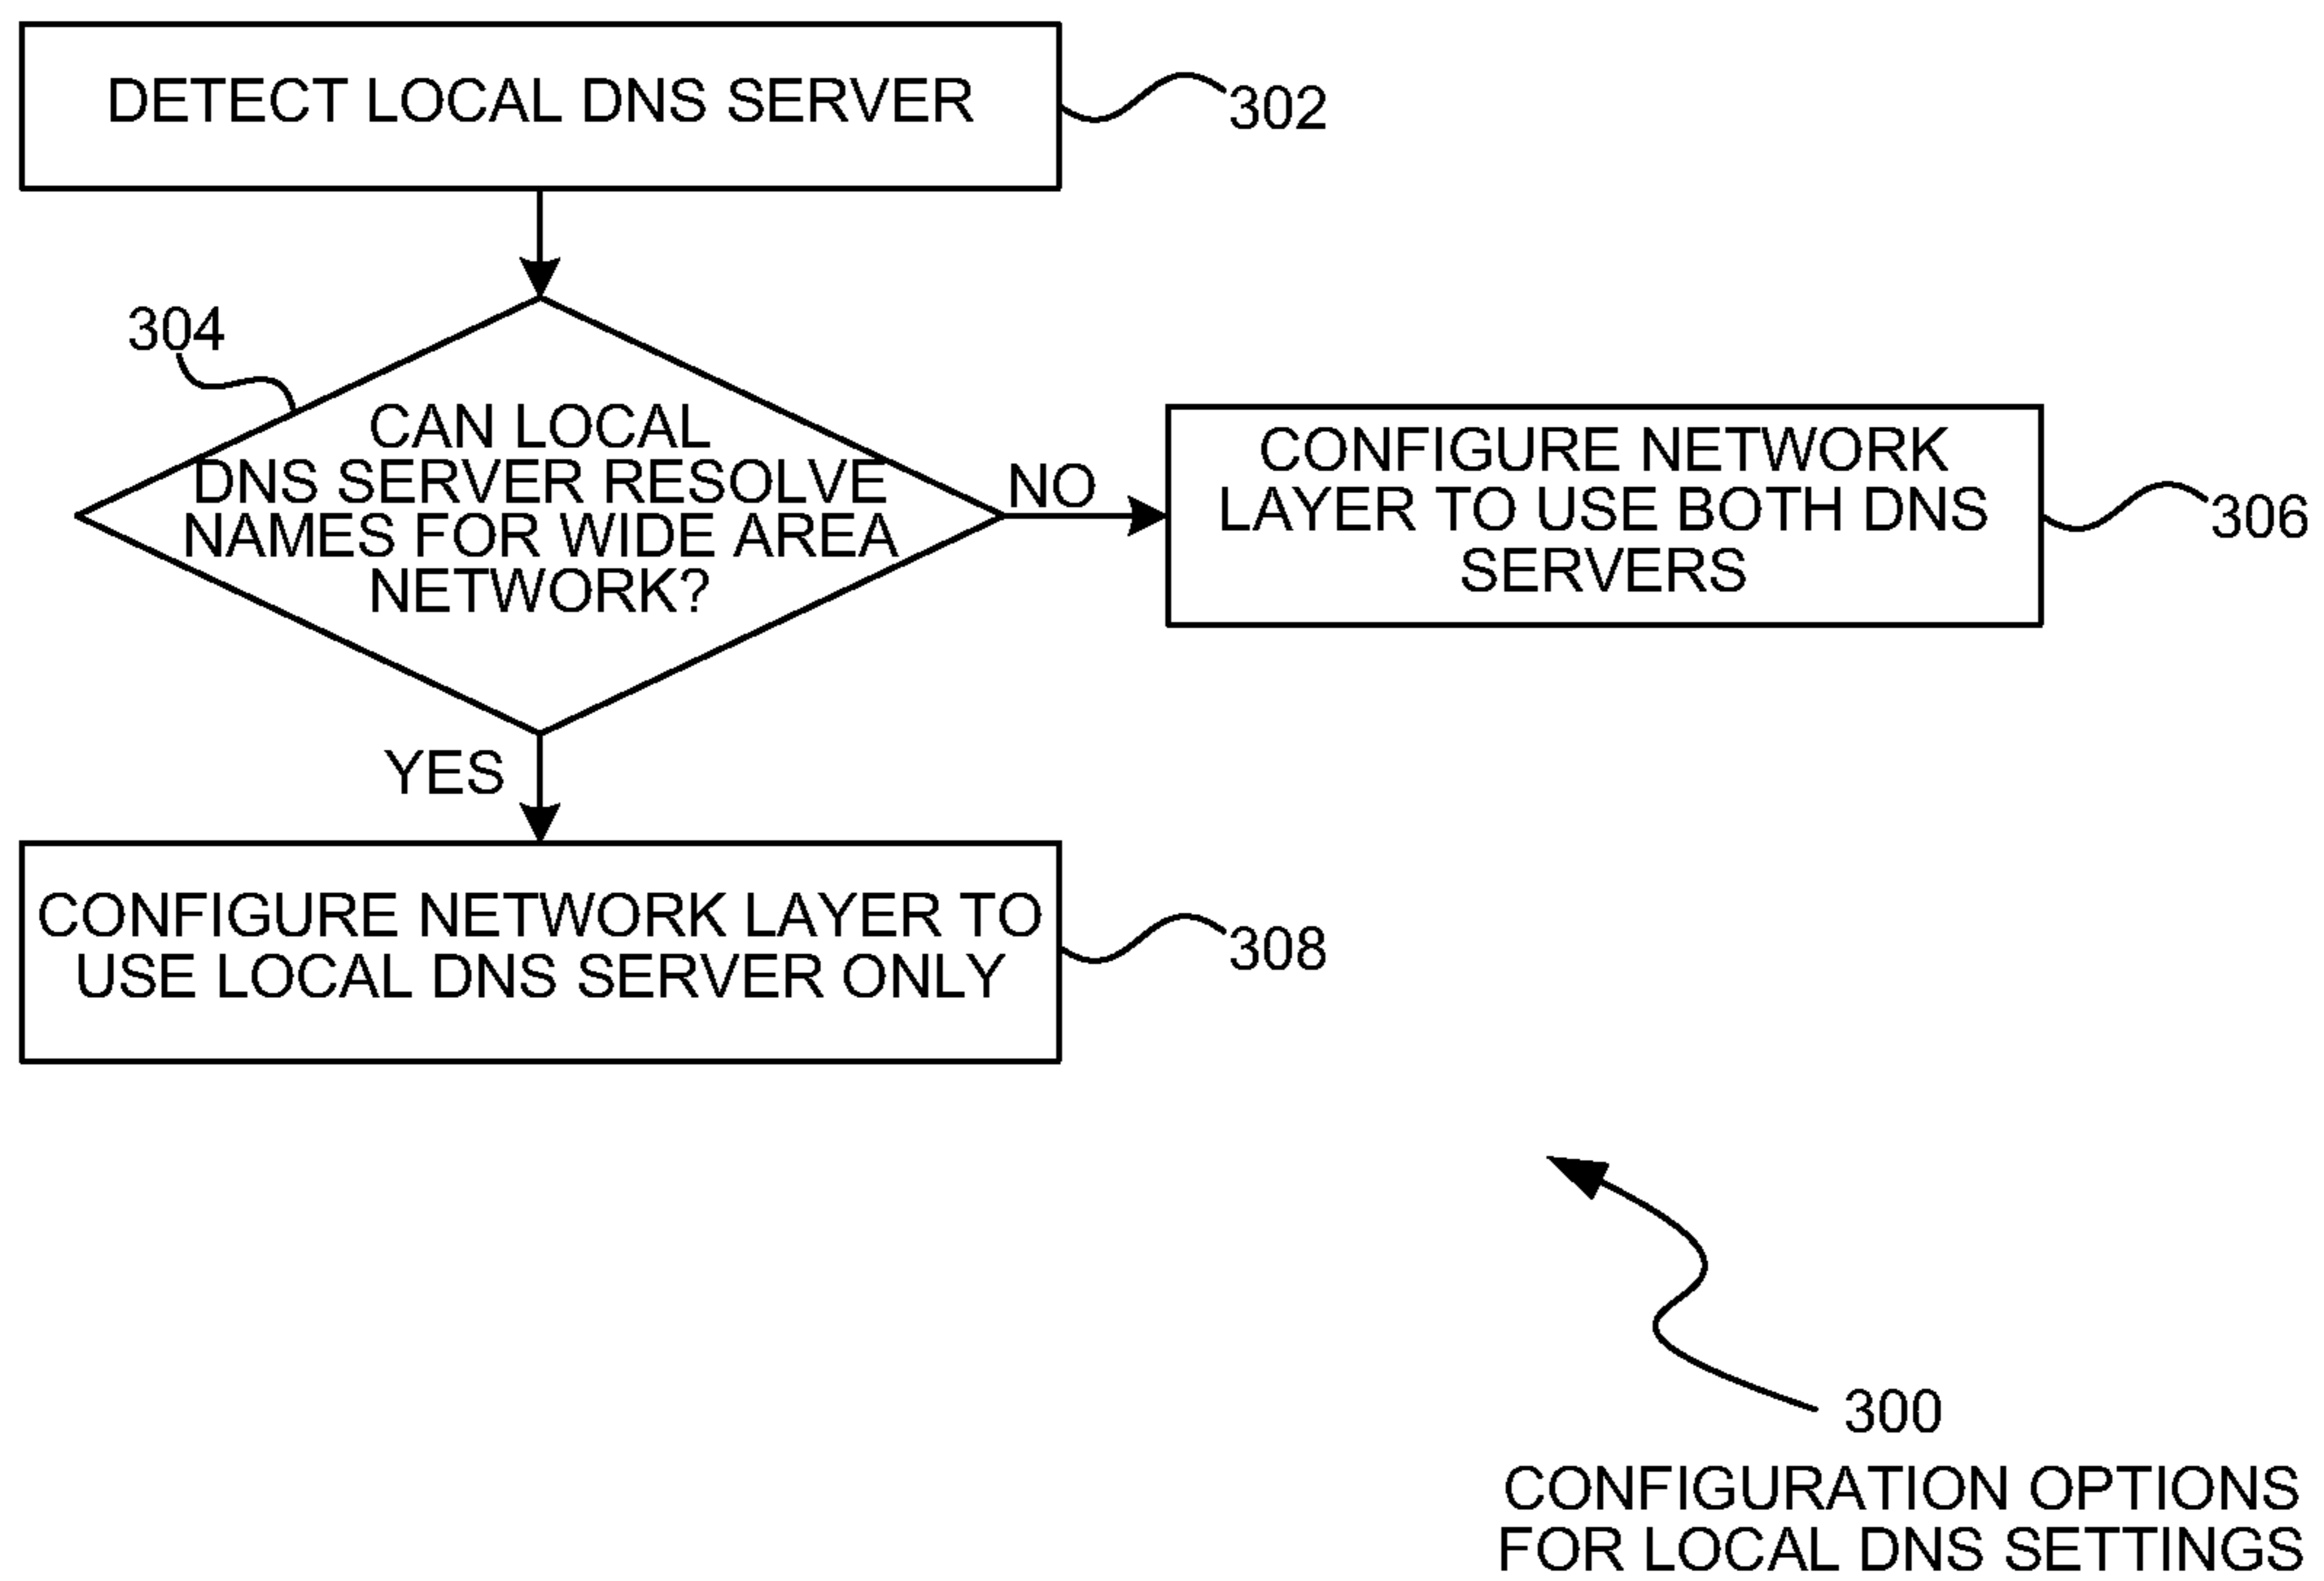 DETECT LOCAL DNS SERVER
302
304
CAN LOCAL
DNS SERVER RESOLVE
NAMES FOR WIDE AREA
NETWORK?
NO
CONFIGURE NETWORK
LAYER TO USE BOTH DNS
SERVERS
306
YES
CONFIGURE NETWORK LAYER TO
USE LOCAL DNS SERVER ONLY
308
300
CONFIGURATION OPTIONS
FOR LOCAL DNS SETTINGS